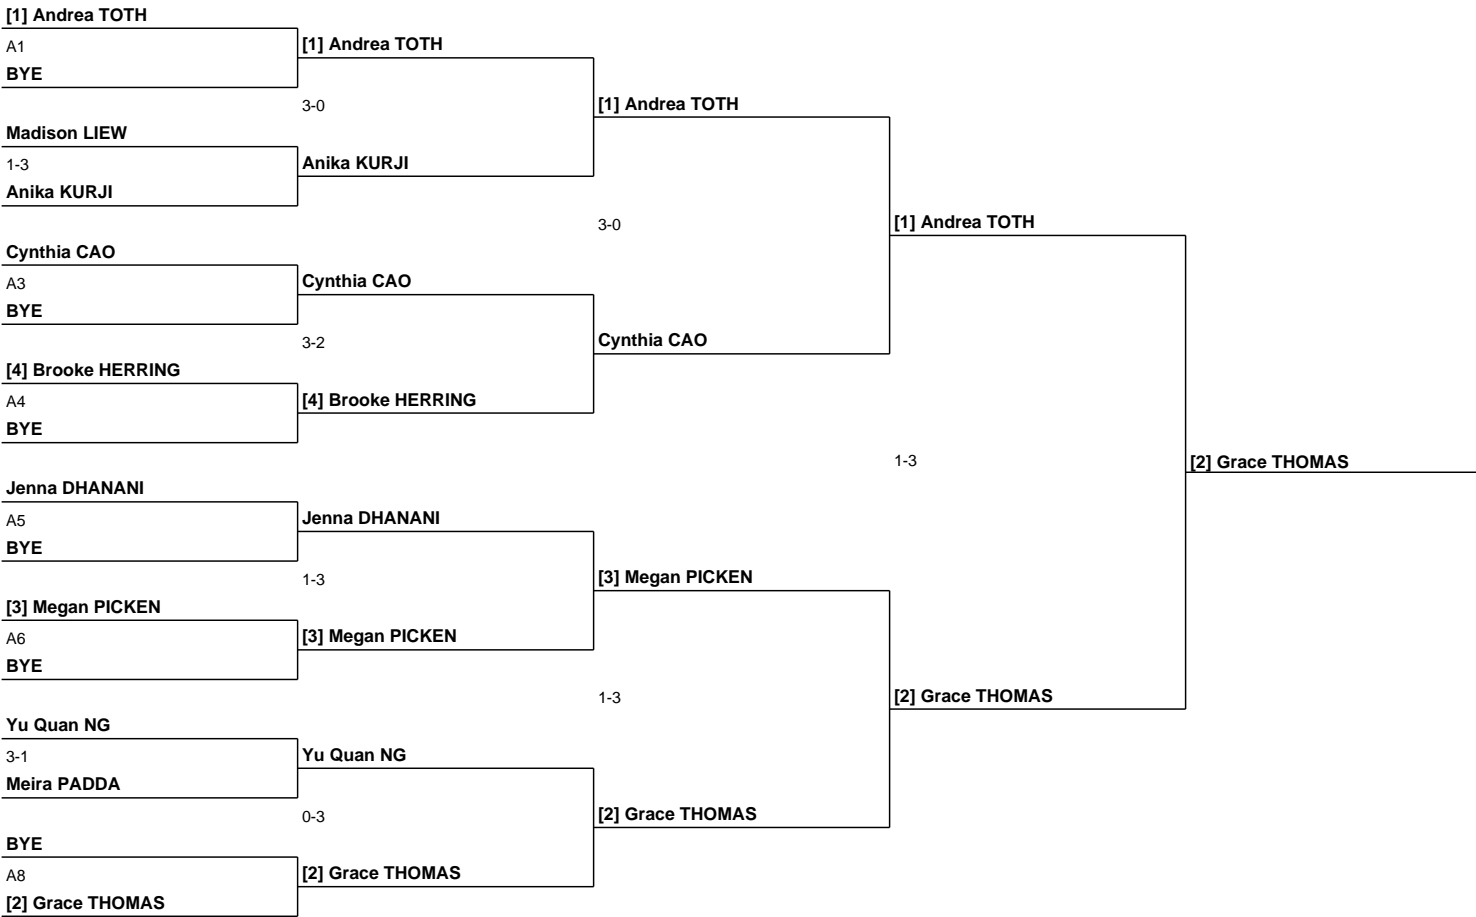 [1] Andrea TOTH
A1
BYE
Madison LIEW
1-3
Anika KURJI
Cynthia CAO
A3
BYE
[4] Brooke HERRING
A4
BYE
Jenna DHANANI
A5
BYE
[3] Megan PICKEN
A6
BYE
Yu Quan NG
3-1
Meira PADDA
BYE
A8
[2] Grace THOMAS
[1] Andrea TOTH
3-0
Anika KURJI
Cynthia CAO
3-2
[4] Brooke HERRING
Jenna DHANANI
1-3
[3] Megan PICKEN
Yu Quan NG
0-3
[2] Grace THOMAS
[1] Andrea TOTH
3-0
Cynthia CAO
[3] Megan PICKEN
1-3
[2] Grace THOMAS
[1] Andrea TOTH
1-3
[2] Grace THOMAS
[2] Grace THOMAS